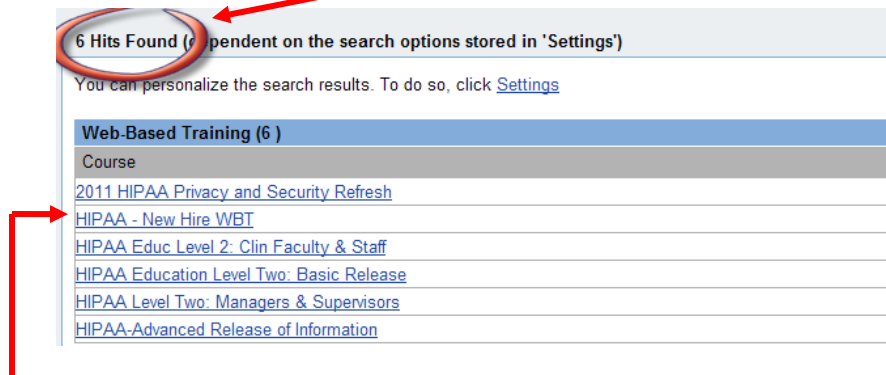 6 Hits Found (dependent on the search options stored in 'Settings')
You can personalize the search results. To do so, click Settings
Web-Based Training (6 )
Course
2011 HIPAA Privacy and Security Refresh
HIPAA - New Hire WBT
HIPAA Educ Level 2: Clin Faculty & Staff
HIPAA Education Level Two: Basic Release
HIPAA Level Two: Managers & Supervisors
HIPAA-Advanced Release of Information